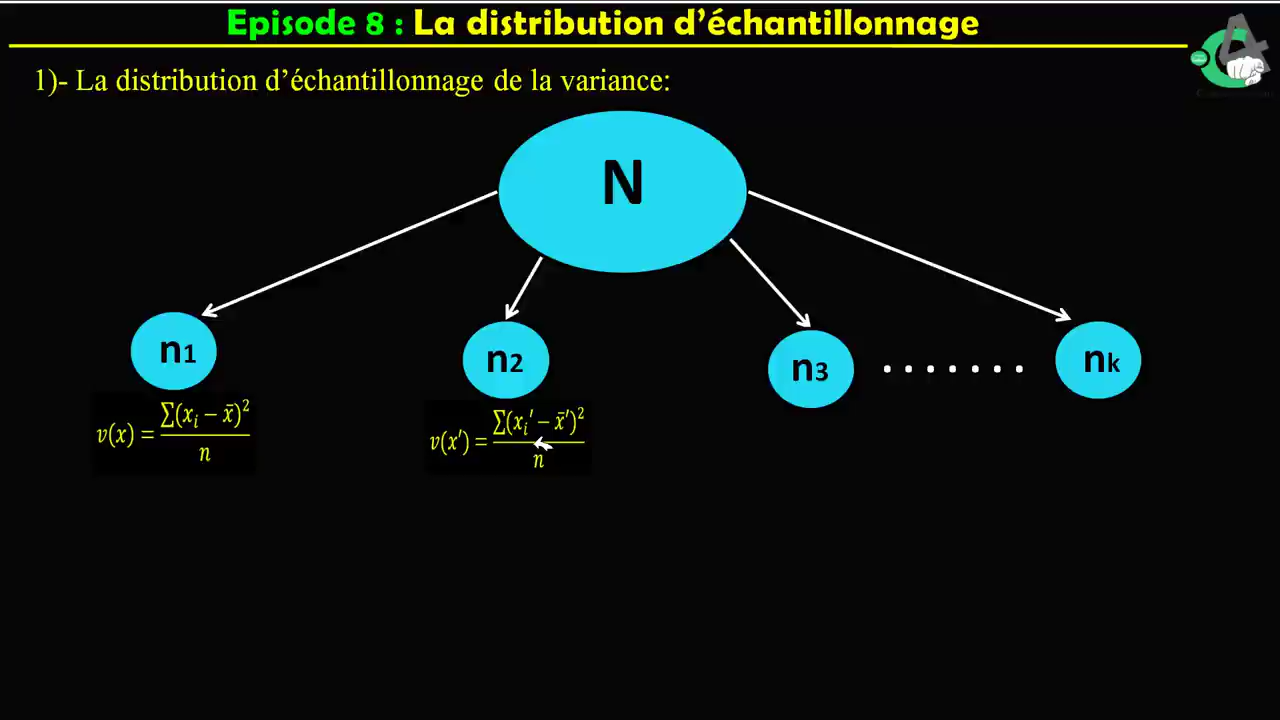 Episode 8 : La distribution d’échantillonnage
4
1)- La distribution d’échantillonnage de la variance:
N
n1
n2
n3
.......
nk
v(x) = ∑(xᵢ − x̄)² / n
v(x′) = ∑(xᵢ′ − x̄′)² / n